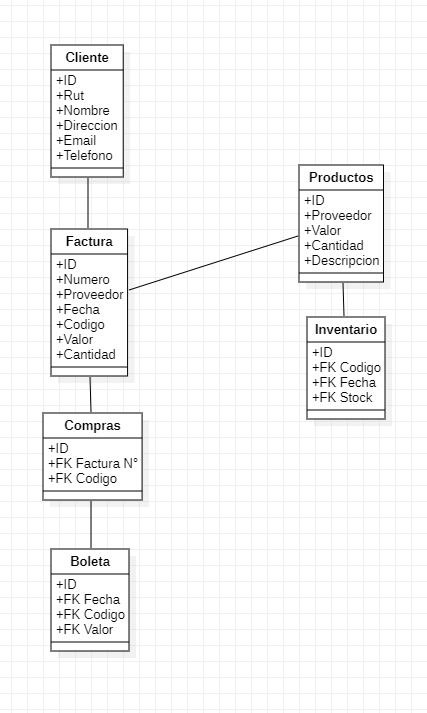 Cliente
+ID
+Rut
+Nombre
+Direccion
+Email
+Telefono
Factura
+ID
+Numero
+Proveedor
+Fecha
+Codigo
+Valor
+Cantidad
Compras
+ID
+FK Factura N°
+FK Codigo
Boleta
+ID
+FK Fecha
+FK Codigo
+FK Valor
Productos
+ID
+Proveedor
+Valor
+Cantidad
+Descripcion
Inventario
+ID
+FK Codigo
+FK Fecha
+FK Stock